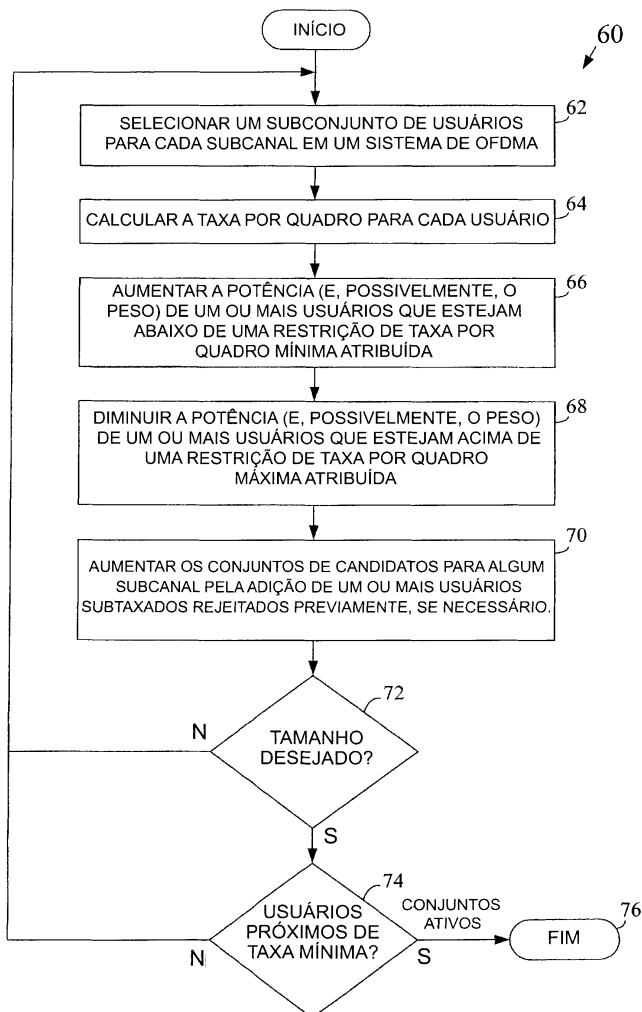 INÍCIO
60
62
SELECIONAR UM SUBCONJUNTO DE USUÁRIOS
PARA CADA SUBCANAL EM UM SISTEMA DE OFDMA
64
CALCULAR A TAXA POR QUADRO PARA CADA USUÁRIO
66
AUMENTAR A POTÊNCIA (E, POSSIVELMENTE, O
PESO) DE UM OU MAIS USUÁRIOS QUE ESTEJAM
ABAIXO DE UMA RESTRIÇÃO DE TAXA POR
QUADRO MÍNIMA ATRIBUÍDA
68
DIMINUIR A POTÊNCIA (E, POSSIVELMENTE, O PESO)
DE UM OU MAIS USUÁRIOS QUE ESTEJAM ACIMA DE
UMA RESTRIÇÃO DE TAXA POR QUADRO
MÁXIMA ATRIBUÍDA
70
AUMENTAR OS CONJUNTOS DE CANDIDATOS PARA ALGUM
SUBCANAL PELA ADIÇÃO DE UM OU MAIS USUÁRIOS
SUBTAXADOS REJEITADOS PREVIAMENTE, SE NECESSÁRIO.
72
N
TAMANHO
DESEJADO?
S
74
USUÁRIOS
PRÓXIMOS DE
TAXA MÍNIMA?
N
S
CONJUNTOS
ATIVOS
76
FIM